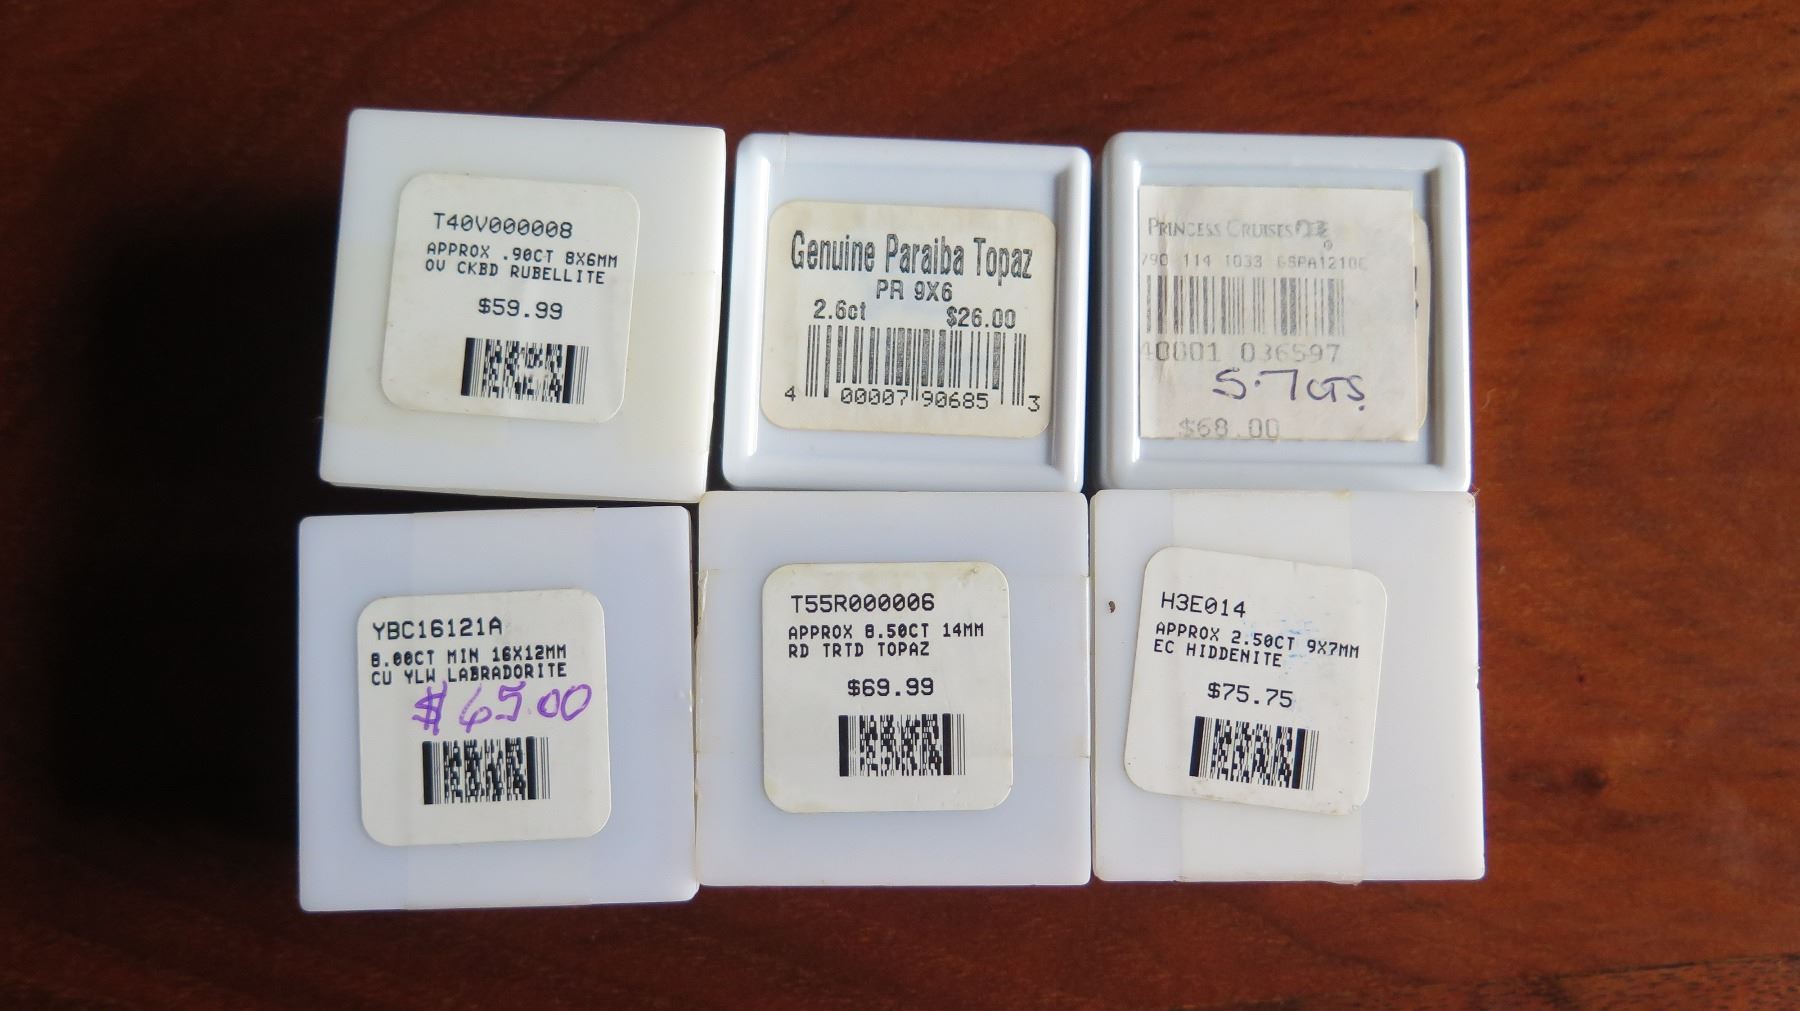 T40V000008
APPROX .90CT 8X6MM
OV CKBD RUBELLITE
$59.99
Genuine Paraiba Topaz
PR 9X6
2.6ct $26.00
4 00007 90685 3
PRINCESS CRUISES
790 114 1033
40001 036597
5.7cts
$68.00
YBC16121A
8.00CT MIN 16X12MM
CU YLW LABRADORITE
$65.00
T55R000006
APPROX 8.50CT 14MM
RD TRTD TOPAZ
$69.99
H3E014
APPROX 2.50CT 9X7MM
EC HIDDENITE
$75.75